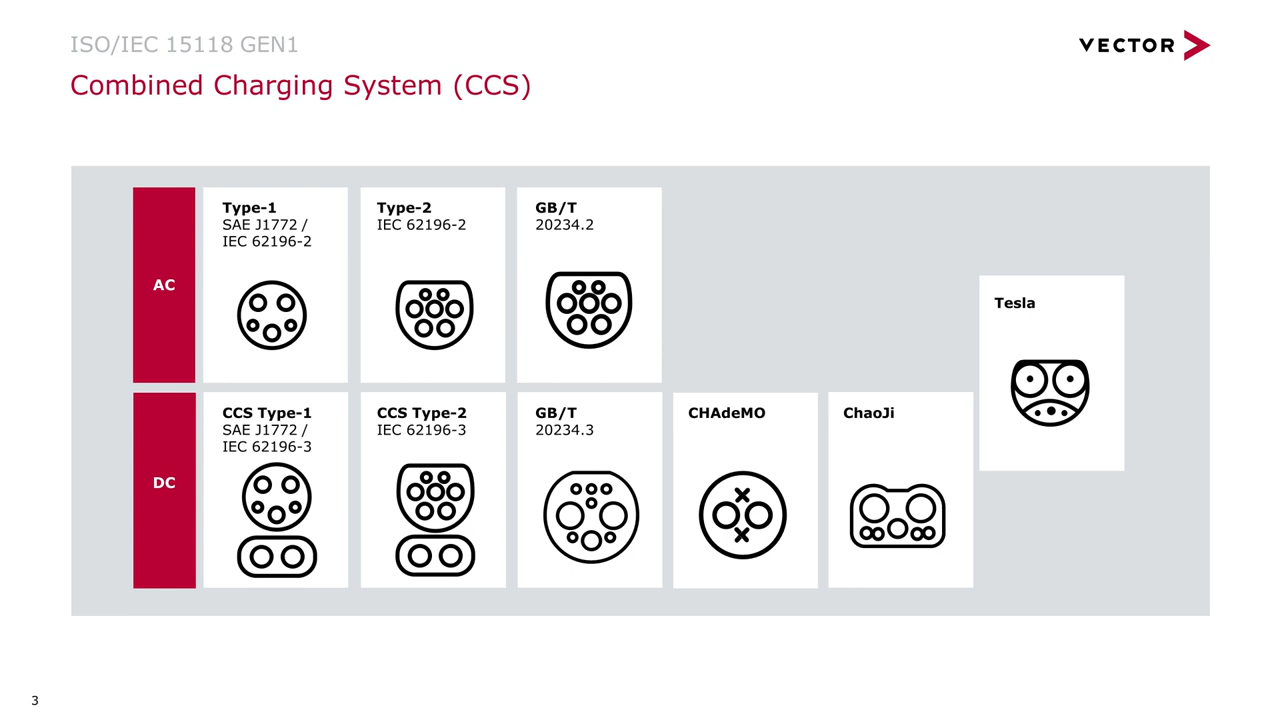 ISO/IEC 15118 GEN1
VECTOR
Combined Charging System (CCS)
AC
Type-1
SAE J1772 /
IEC 62196-2
Type-2
IEC 62196-2
GB/T
20234.2
Tesla
DC
CCS Type-1
SAE J1772 /
IEC 62196-3
CCS Type-2
IEC 62196-3
GB/T
20234.3
CHAdeMO
ChaoJi
3